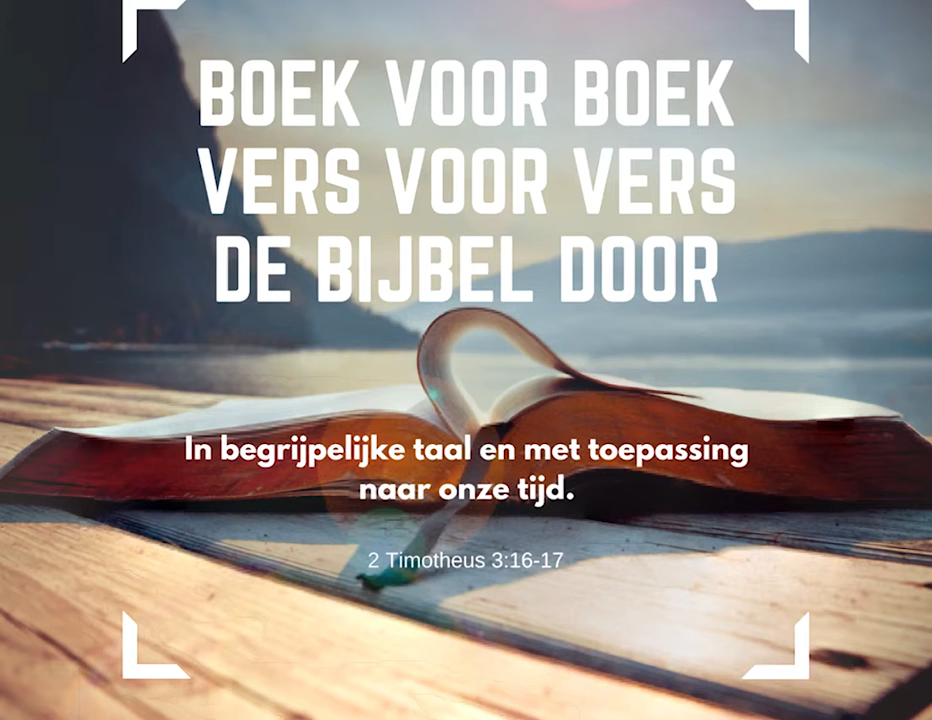 BOEK VOOR BOEK
VERS VOOR VERS
DE BIJBEL DOOR
In begrijpelijke taal en met toepassing
naar onze tijd.
2 Timotheus 3:16-17